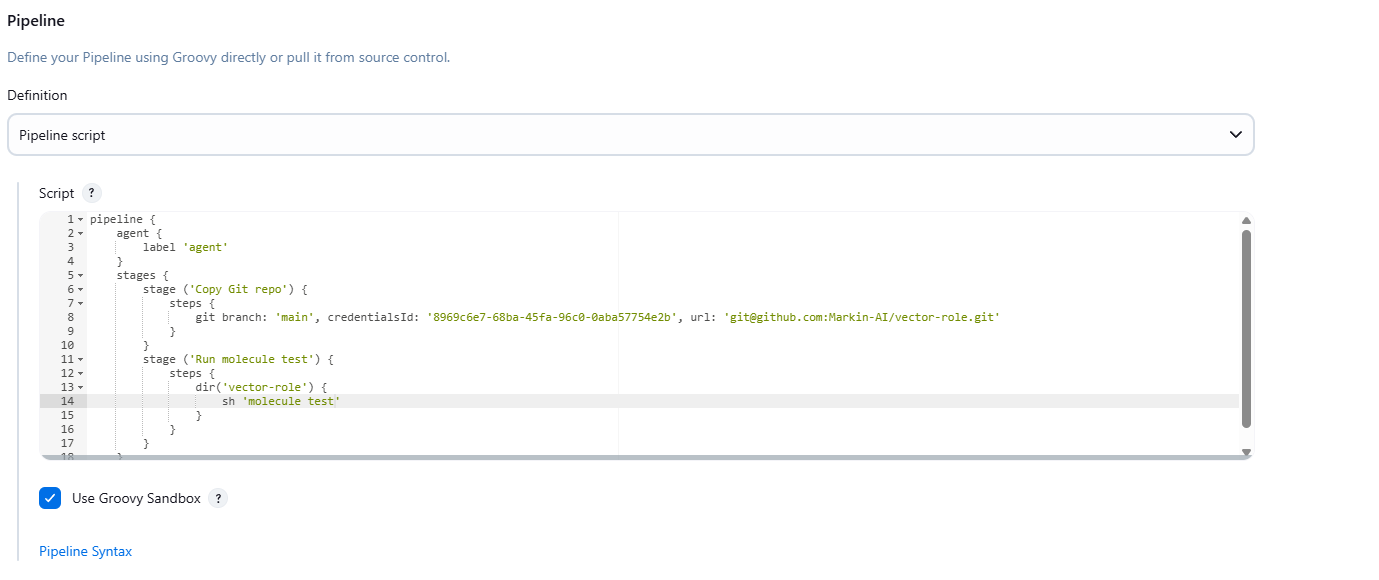 Pipeline
Define your Pipeline using Groovy directly or pull it from source control.
Definition
Pipeline script
Script ?
1 pipeline {
2 agent {
3 label 'agent'
4 }
5 stages {
6 stage ('Copy Git repo') {
7 steps {
8 git branch: 'main', credentialsId: '8969c6e7-68ba-45fa-96c0-0aba57754e2b', url: 'git@github.com:Markin-AI/vector-role.git'
9 }
10 }
11 stage ('Run molecule test') {
12 steps {
13 dir('vector-role') {
14 sh 'molecule test'
15 }
16 }
17 }
18 }
Use Groovy Sandbox ?
Pipeline Syntax